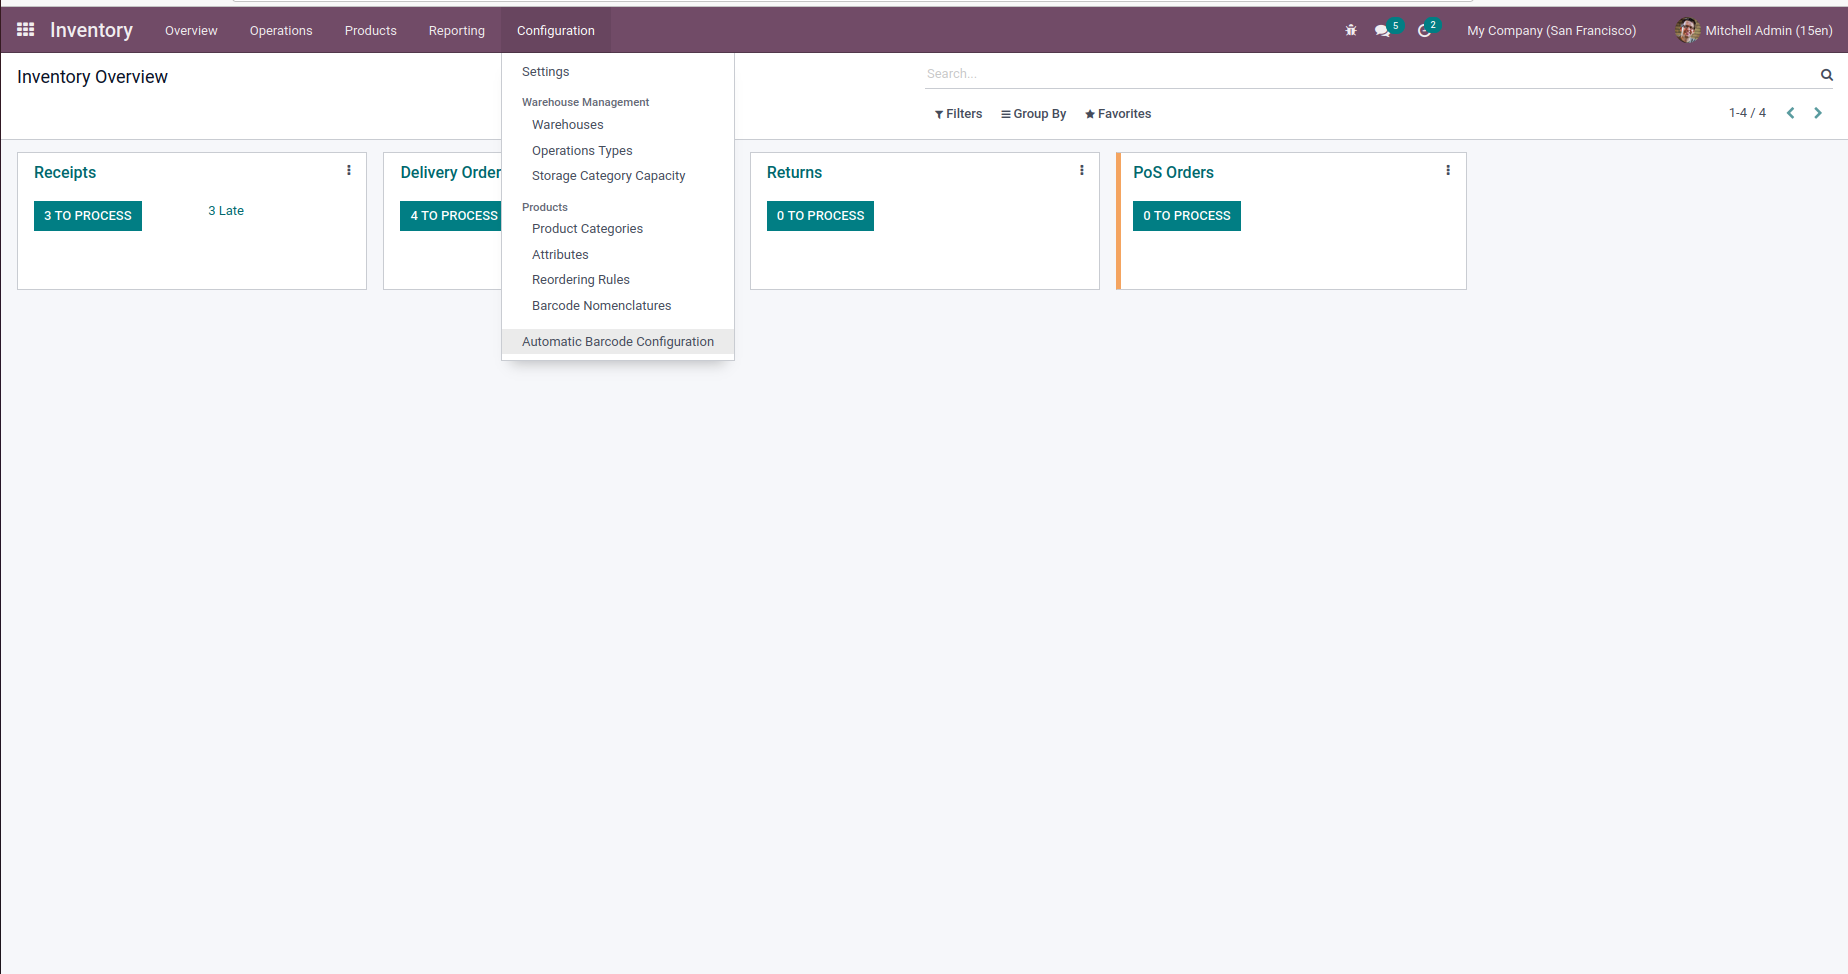 Inventory Overview Operations Products Reporting Configuration 5 2 My Company (San Francisco) Mitchell Admin (15en)
Inventory Overview
Search...
Filters Group By Favorites 1-4 / 4
Settings
Warehouse Management
Warehouses
Operations Types
Storage Category Capacity
Products
Product Categories
Attributes
Reordering Rules
Barcode Nomenclatures
Automatic Barcode Configuration
Receipts
3 TO PROCESS 3 Late
Delivery Order
4 TO PROCESS
Returns
0 TO PROCESS
PoS Orders
0 TO PROCESS